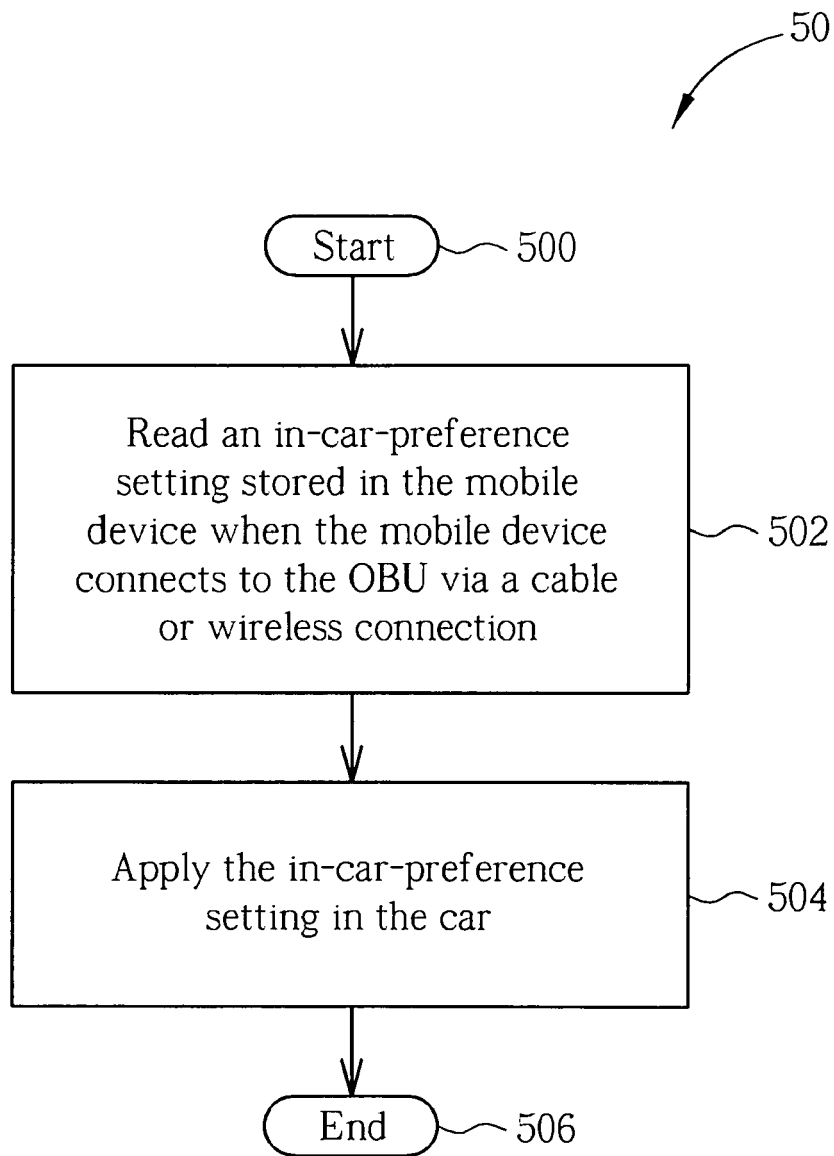 50
Start
500
Read an in-car-preference
setting stored in the mobile
device when the mobile device
connects to the OBU via a cable
or wireless connection
502
Apply the in-car-preference
setting in the car
504
End
506